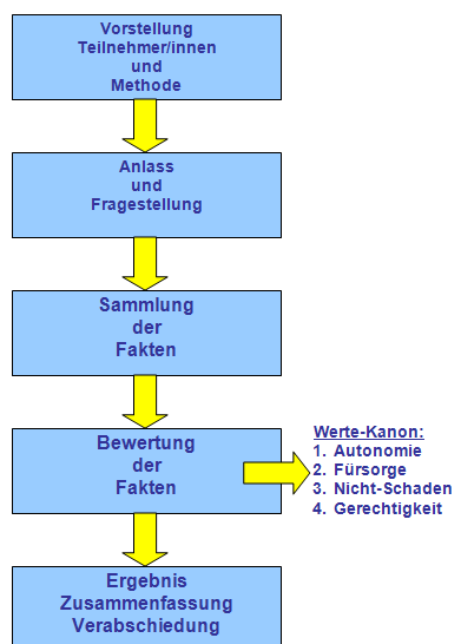 Vorstellung
Teilnehmer/innen
und
Methode
Anlass
und
Fragestellung
Sammlung
der
Fakten
Bewertung
der
Fakten
Werte-Kanon:
1. Autonomie
2. Fürsorge
3. Nicht-Schaden
4. Gerechtigkeit
Ergebnis
Zusammenfassung
Verabschiedung